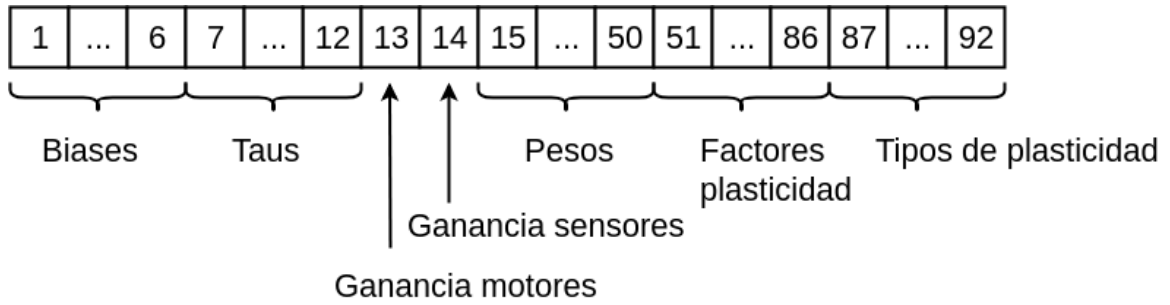 1 ... 6 7 ... 12 13 14 15 ... 50 51 ... 86 87 ... 92
Biases Taus Pesos Factores plasticidad Tipos de plasticidad
Ganancia sensores
Ganancia motores